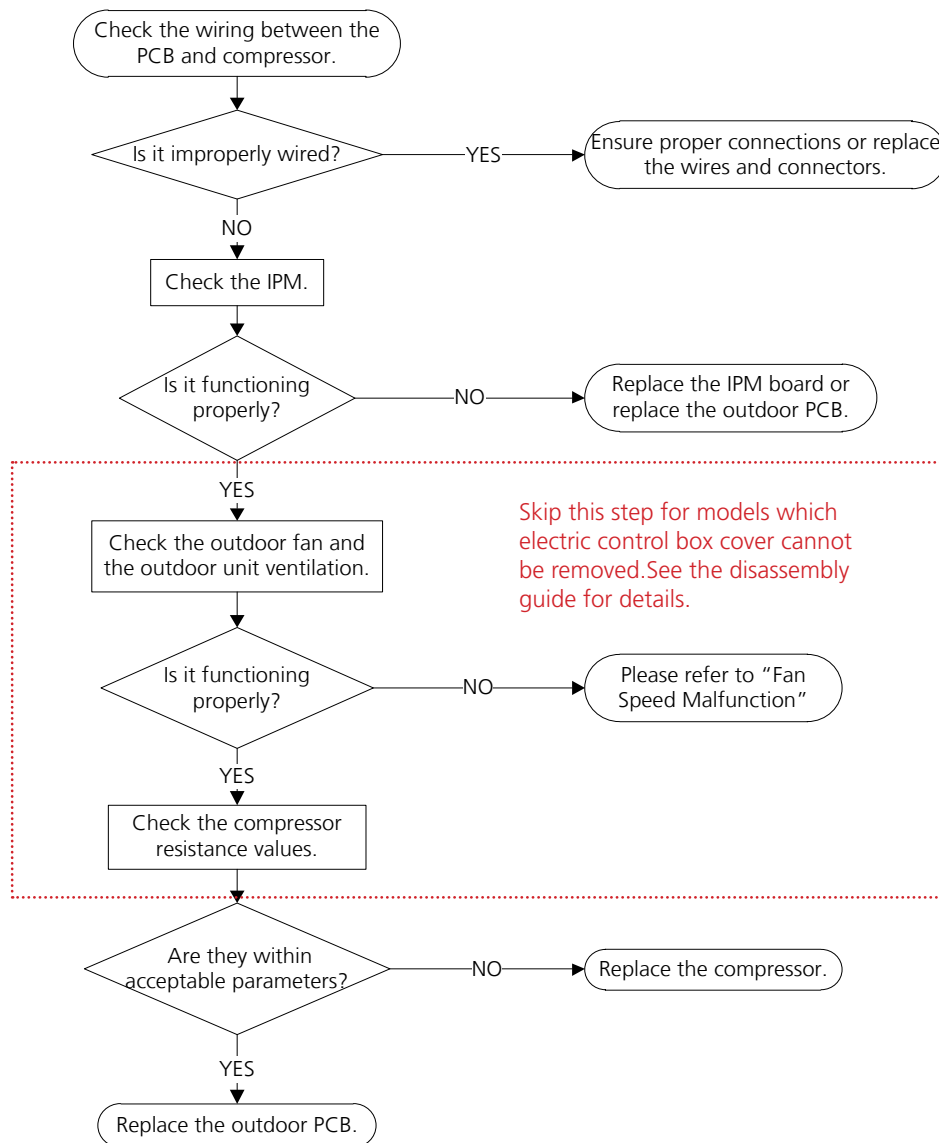 Check the wiring between the
PCB and compressor.
Is it improperly wired?
YES
Ensure proper connections or replace
the wires and connectors.
NO
Check the IPM.
Is it functioning
properly?
NO
Replace the IPM board or
replace the outdoor PCB.
YES
Check the outdoor fan and
the outdoor unit ventilation.
Skip this step for models which
electric control box cover cannot
be removed.See the disassembly
guide for details.
Is it functioning
properly?
NO
Please refer to “Fan
Speed Malfunction”
YES
Check the compressor
resistance values.
Are they within
acceptable parameters?
NO
Replace the compressor.
YES
Replace the outdoor PCB.